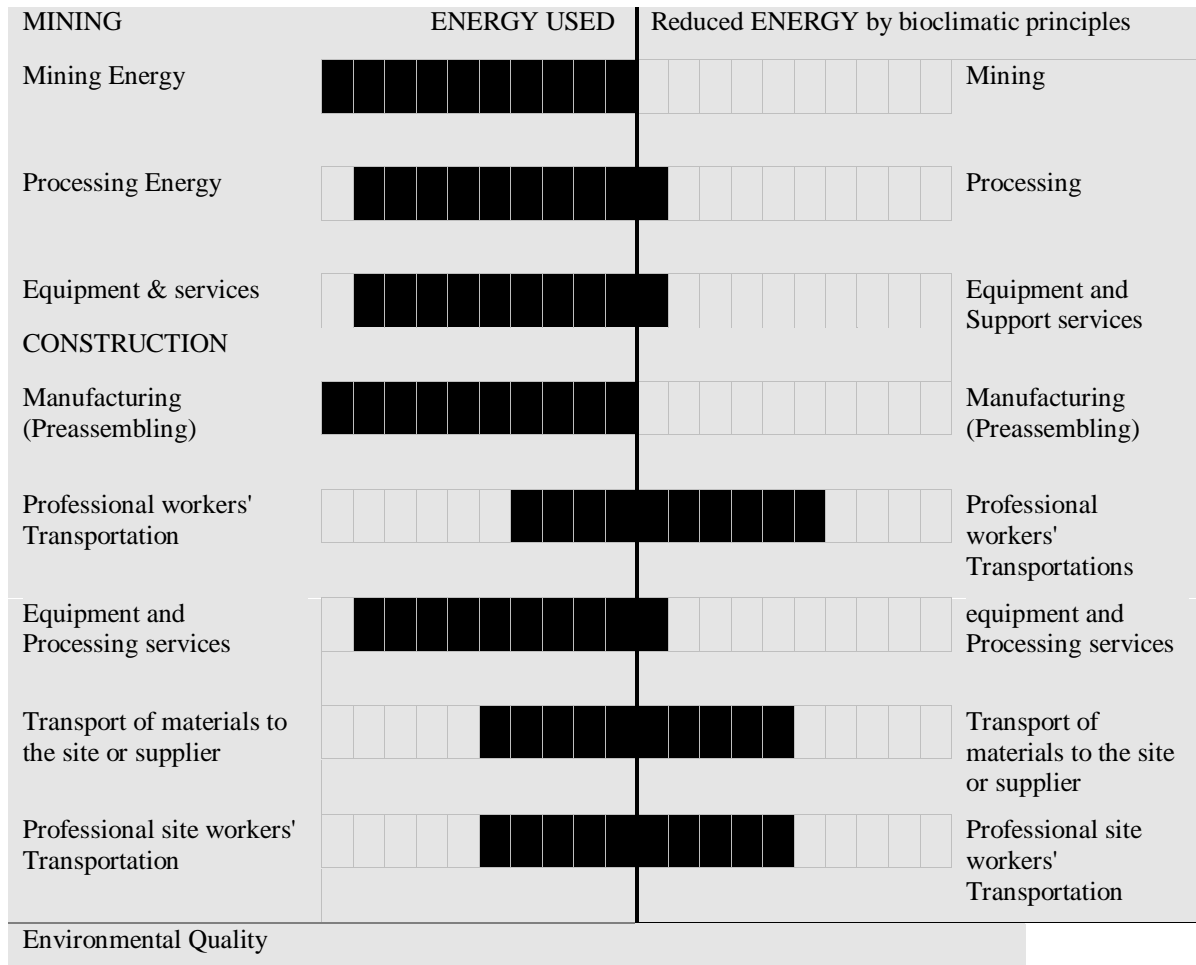 MINING ENERGY USED Reduced ENERGY by bioclimatic principles
Mining Energy Mining
Processing Energy Processing
Equipment & services Equipment and
Support services
CONSTRUCTION
Manufacturing Manufacturing
(Preassembling) (Preassembling)
Professional workers' Professional
Transportation workers'
Transportations
Equipment and equipment and
Processing services Processing services
Transport of materials to Transport of
the site or supplier materials to the site
or supplier
Professional site workers' Professional site
Transportation workers'
Transportation
Environmental Quality